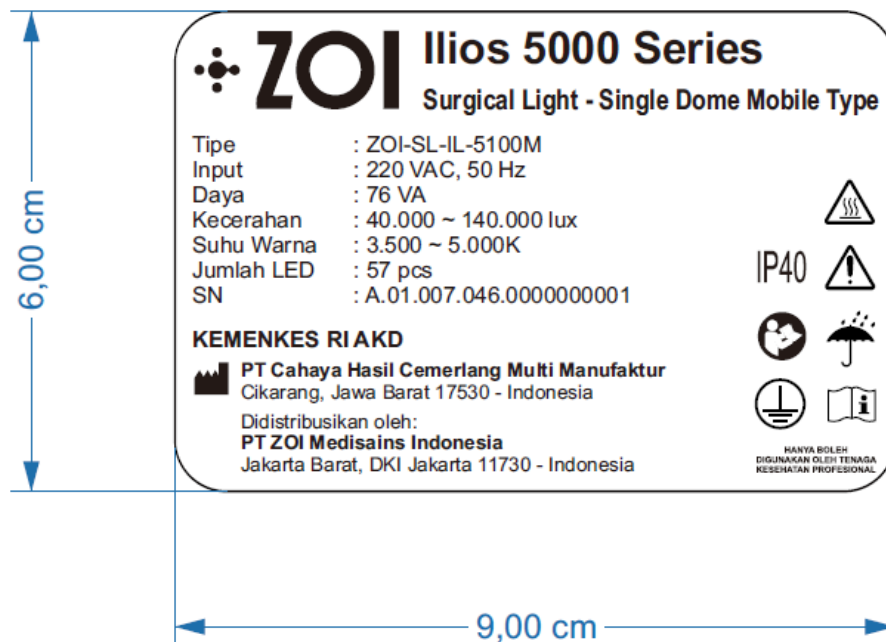 ZOI
Ilios 5000 Series
Surgical Light - Single Dome Mobile Type
Tipe : ZOI-SL-IL-5100M
Input : 220 VAC, 50 Hz
Daya : 76 VA
Kecerahan : 40.000 ~ 140.000 lux
Suhu Warna : 3.500 ~ 5.000K
Jumlah LED : 57 pcs
SN : A.01.007.046.0000000001
IP40
KEMENKES RI AKD
PT Cahaya Hasil Cemerlang Multi Manufaktur
Cikarang, Jawa Barat 17530 - Indonesia
Didistribusikan oleh:
PT ZOI Medisains Indonesia
Jakarta Barat, DKI Jakarta 11730 - Indonesia
HANYA BOLEH
DIGUNAKAN OLEH TENAGA
KESEHATAN PROFESIONAL
6,00 cm
9,00 cm